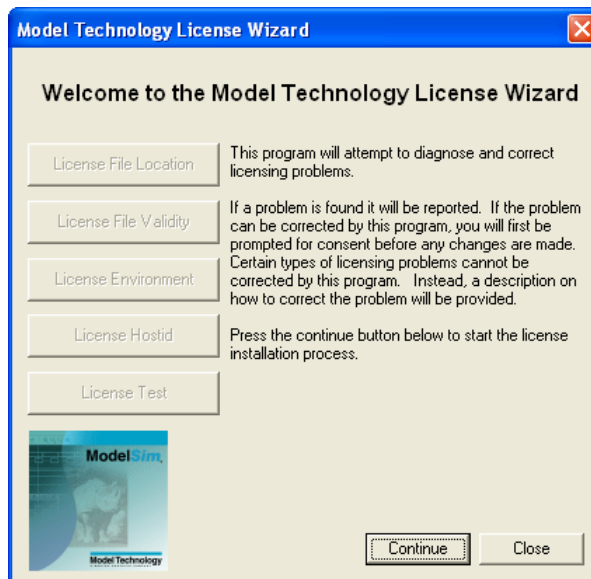 Model Technology License Wizard
Welcome to the Model Technology License Wizard
License File Location
License File Validity
License Environment
License Hostid
License Test
This program will attempt to diagnose and correct
licensing problems.
If a problem is found it will be reported.  If the problem
can be corrected by this program, you will first be
prompted for consent before any changes are made.
Certain types of licensing problems cannot be
corrected by this program.   Instead, a description on
how to correct the problem will be provided.
Press the continue button below to start the license
installation process.
ModelSim
Model Technology
Continue
Close